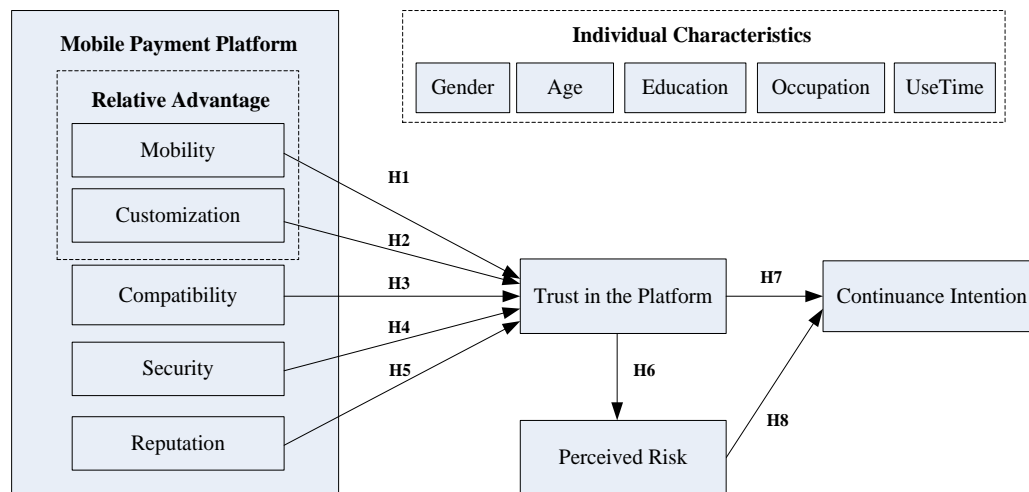 Mobile Payment Platform
Relative Advantage
Mobility
Customization
Compatibility
Security
Reputation
Individual Characteristics
Gender
Age
Education
Occupation
UseTime
H1
H2
H3
H4
H5
Trust in the Platform
H7
Continuance Intention
H6
H8
Perceived Risk